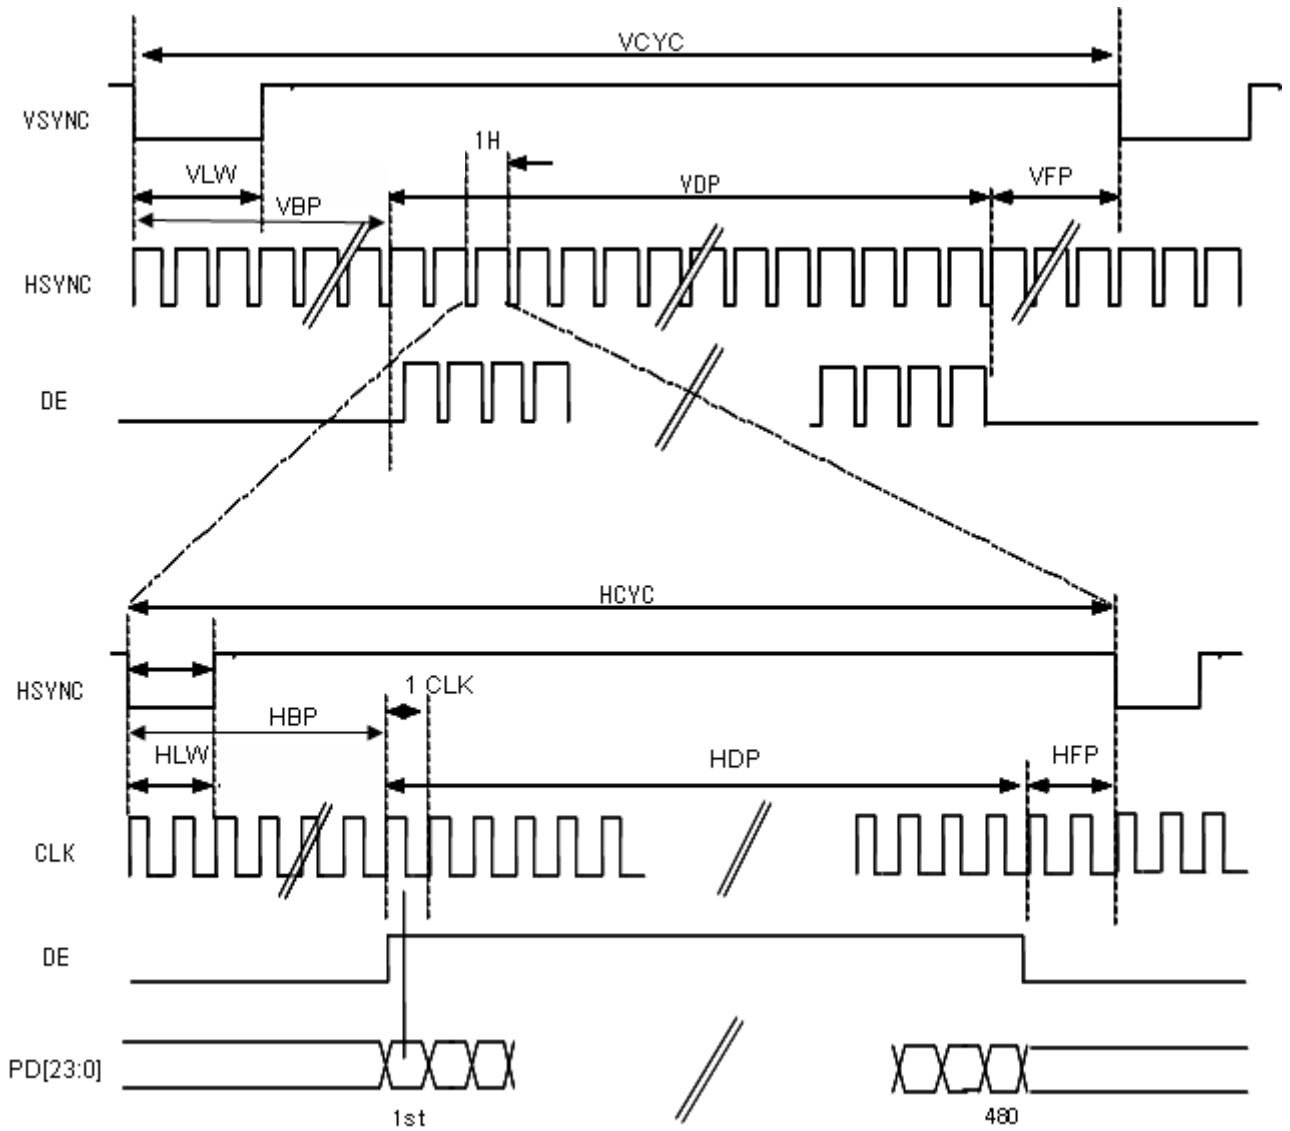 VCYC
VSYNC
1H
VLW
VDP
VFP
VBP
HSYNC
DE
HCYC
HSYNC
1 CLK
HBP
HLW
HDP
HFP
CLK
DE
PD[23:0]
1st
480